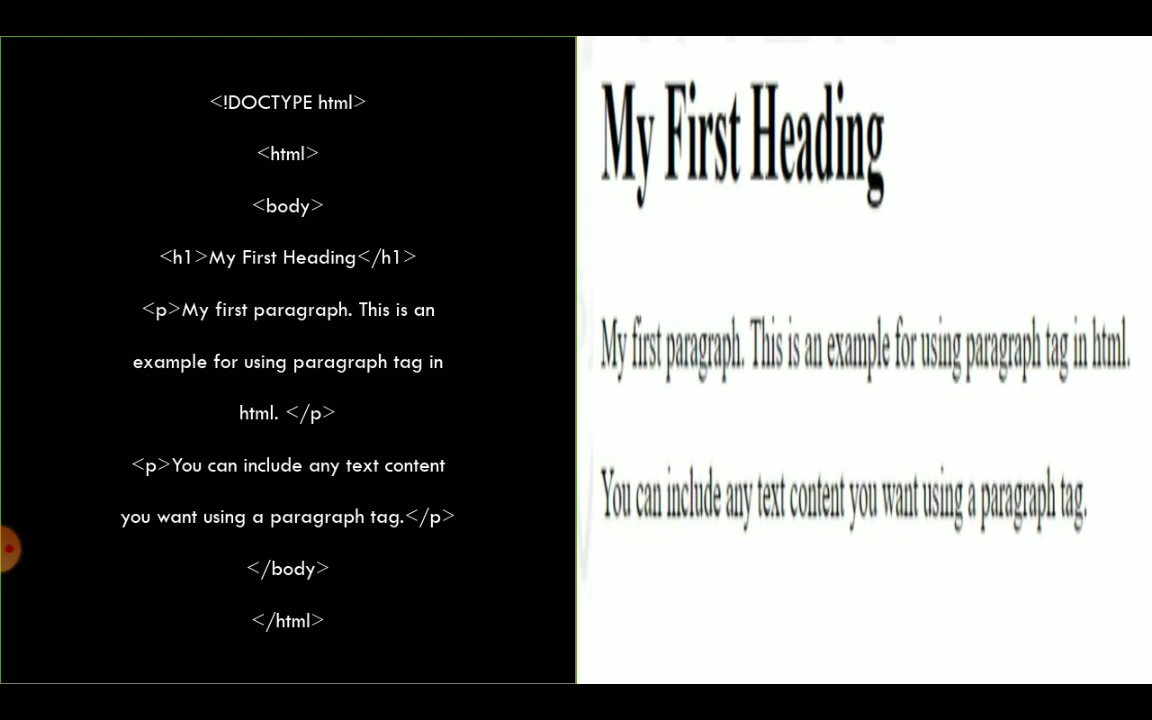 <!DOCTYPE html>
<html>
<body>
<h1>My First Heading</h1>
<p>My first paragraph. This is an
example for using paragraph tag in
html. </p>
<p>You can include any text content
you want using a paragraph tag.</p>
</body>
</html>
My First Heading
My first paragraph. This is an example for using paragraph tag in html.
You can include any text content you want using a paragraph tag.